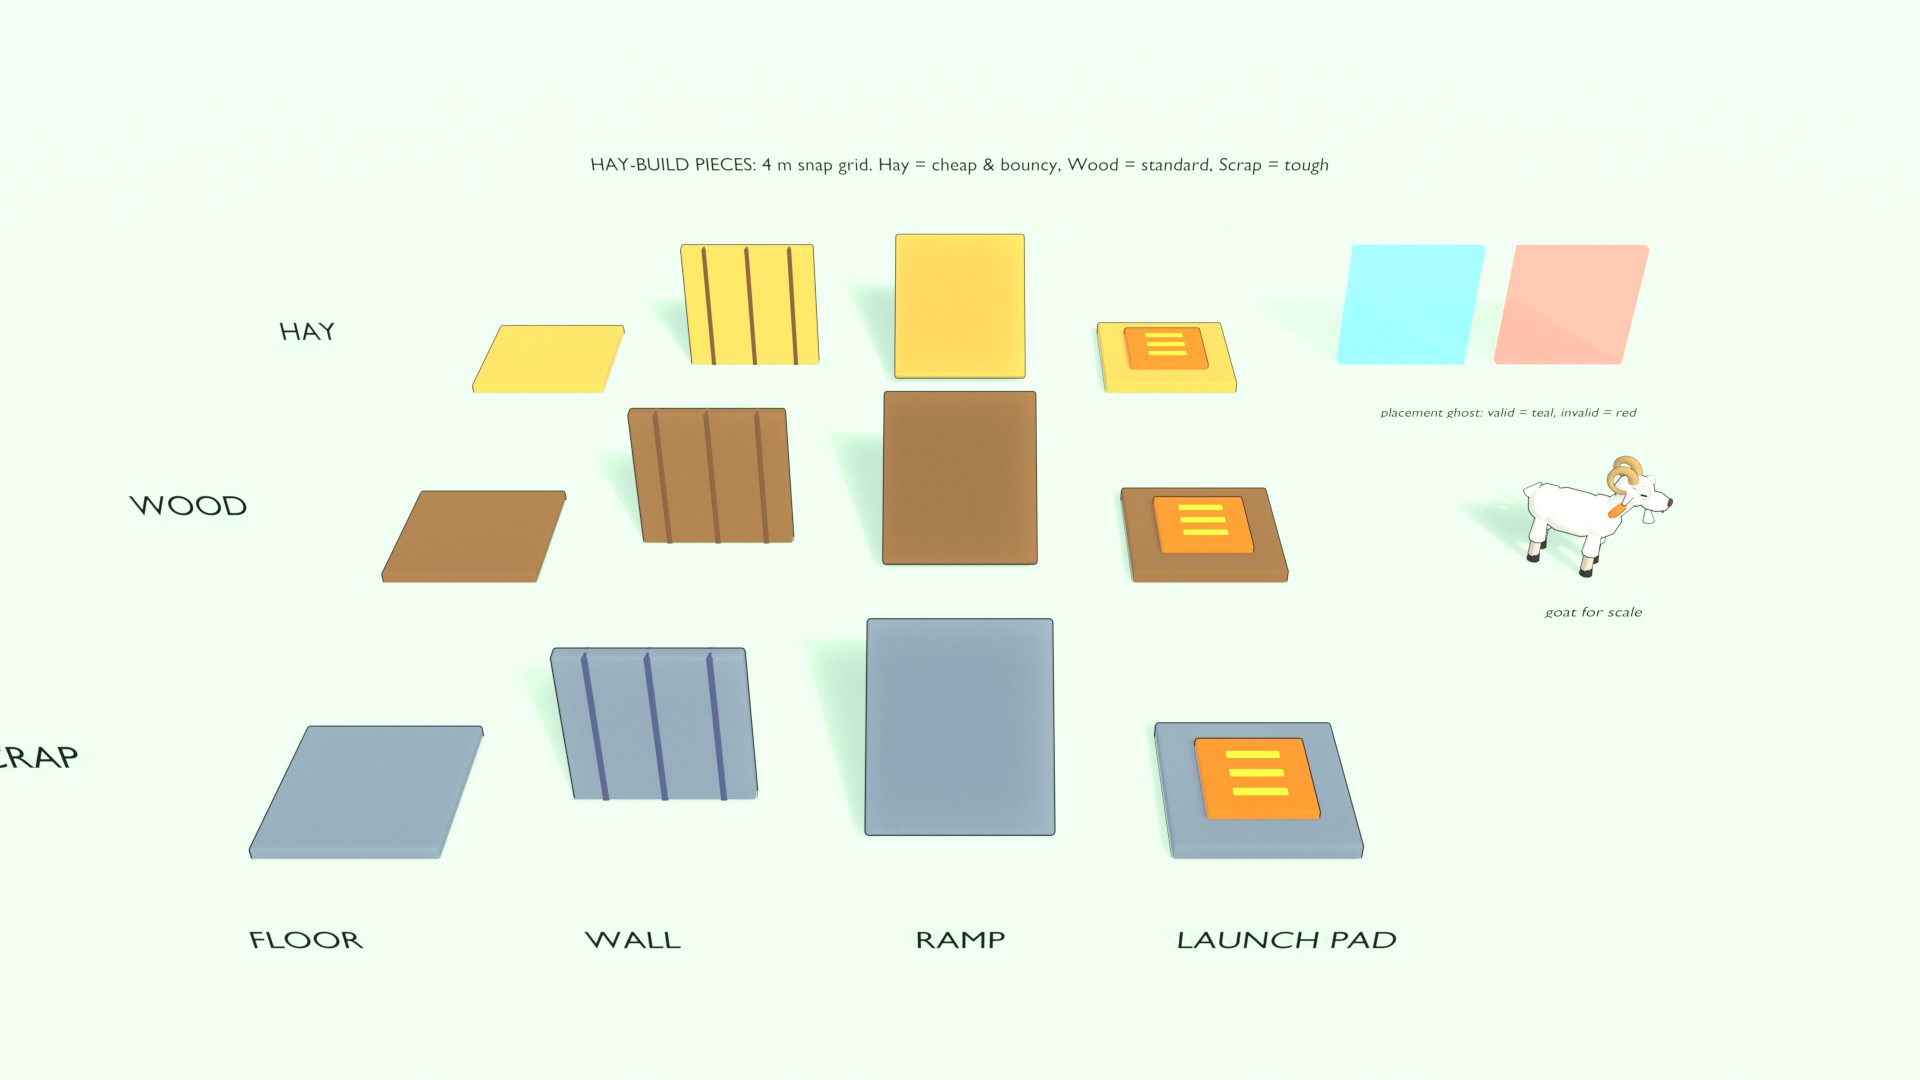 HAY-BUILD PIECES: 4 m snap grid. Hay = cheap & bouncy, Wood = standard, Scrap = tough
HAY
placement ghost: valid = teal, invalid = red
WOOD
goat for scale
CRAP
FLOOR WALL RAMP LAUNCH PAD